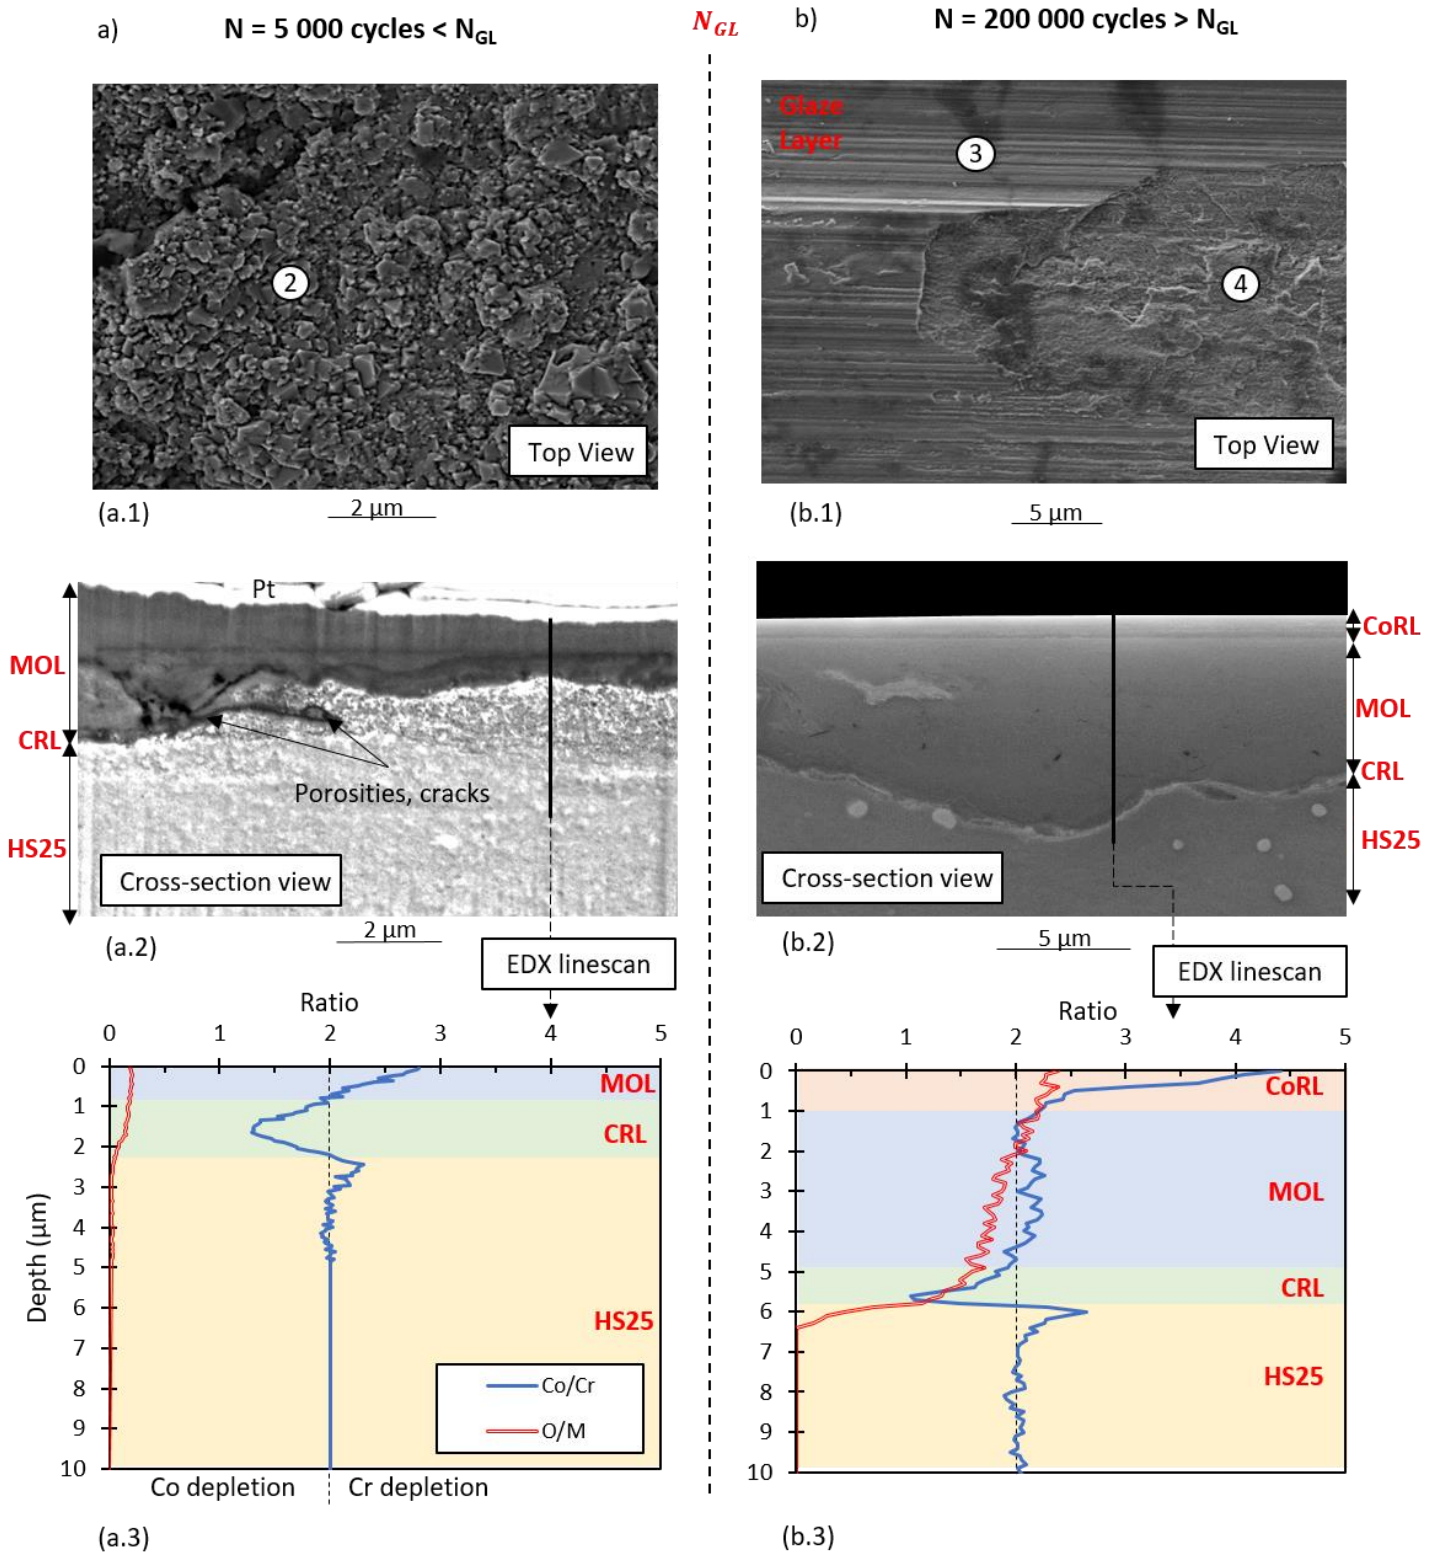 a) N = 5 000 cycles < NGL
NGL
b) N = 200 000 cycles > NGL
2
Top View
(a.1)
2 µm
Glaze
Layer
3
4
Top View
(b.1)
5 µm
Pt
MOL
CRL
HS25
Porosities, cracks
Cross-section view
(a.2)
2 µm
EDX linescan
CoRL
MOL
CRL
HS25
Cross-section view
(b.2)
5 µm
EDX linescan
Ratio
0 1 2 3 4 5
0
1
2
3
4
5
6
7
8
9
10
Depth (µm)
MOL
CRL
HS25
Co/Cr
O/M
Co depletion Cr depletion
(a.3)
Ratio
0 1 2 3 4 5
0
1
2
3
4
5
6
7
8
9
10
CoRL
MOL
CRL
HS25
(b.3)